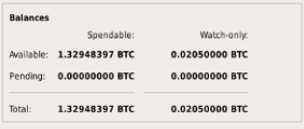 Balances
Spendable: Watch-only:
Available: 1.32948397 BTC 0.02050000 BTC
Pending: 0.00000000 BTC 0.00000000 BTC
Total: 1.32948397 BTC 0.02050000 BTC